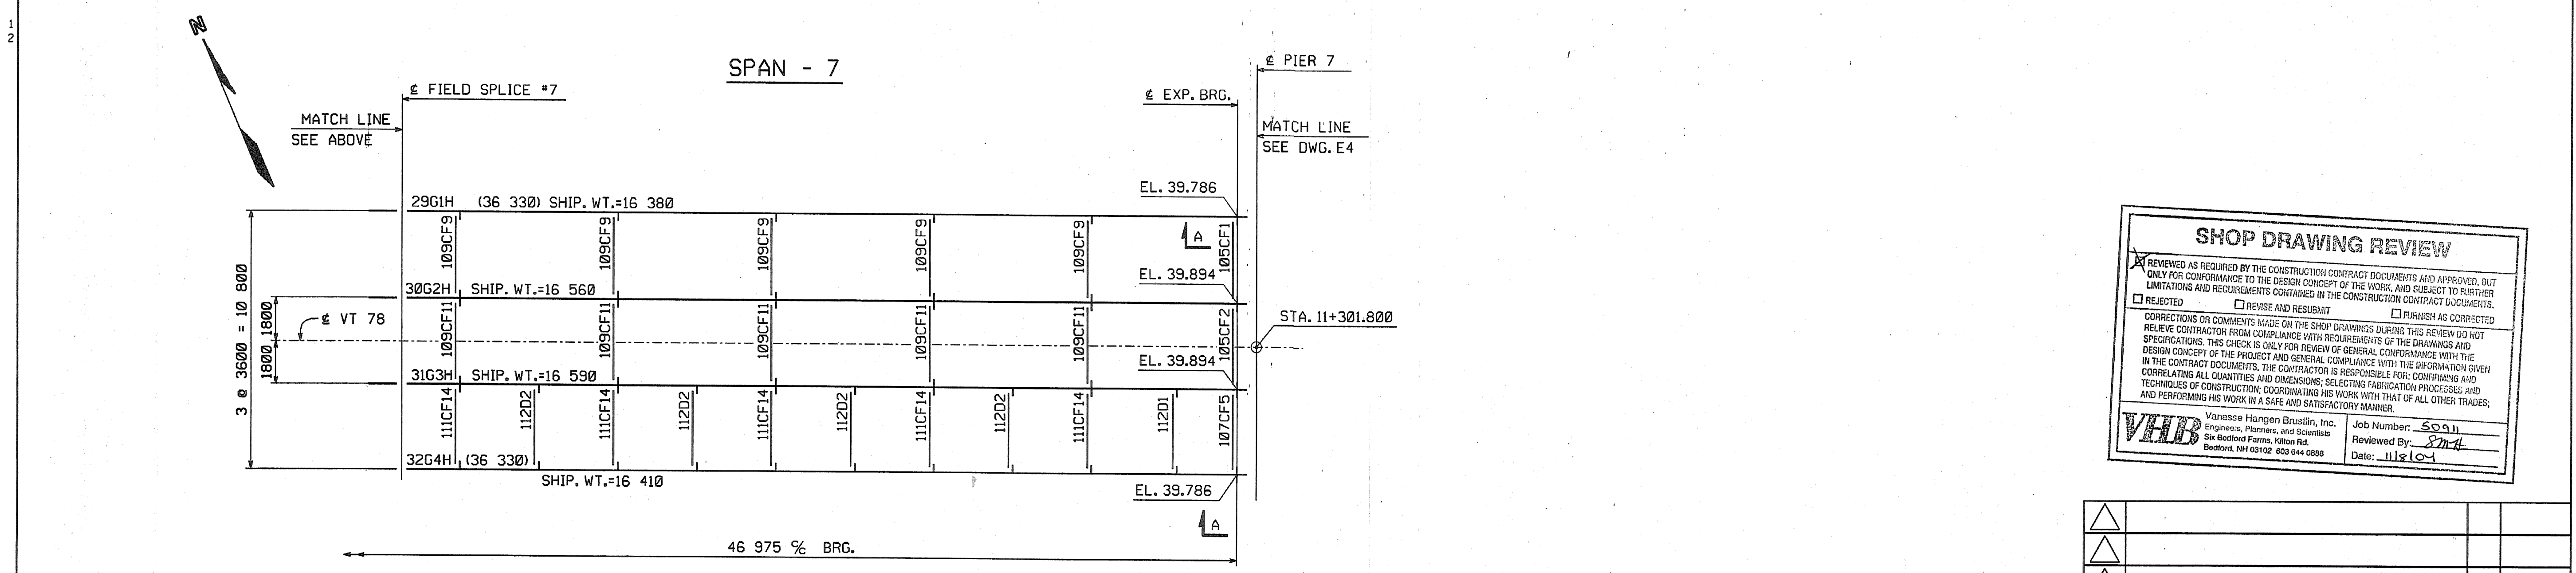 1
2
N
SPAN - 7
℄ PIER 7
℄ FIELD SPLICE #7
℄ EXP. BRG.
MATCH LINE
SEE ABOVE
MATCH LINE
SEE DWG. E4
EL. 39.786
29G1H (36 330) SHIP. WT.=16 380
109CF9
109CF9
109CF9
109CF9
109CF9
105CF1
A
EL. 39.894
30G2H SHIP. WT.=16 560
3 @ 3600 = 10 800
1800 1800
℄ VT 78
109CF11
109CF11
109CF11
109CF11
109CF11
105CF2
STA. 11+301.800
EL. 39.894
31G3H SHIP. WT.=16 590
111CF14
112D2
111CF14
112D2
111CF14
112D2
111CF14
112D2
111CF14
112D1
107CF5
32G4H (36 330)
SHIP. WT.=16 410
EL. 39.786
A
46 975 C/C BRG.
SHOP DRAWING REVIEW
REVIEWED AS REQUIRED BY THE CONSTRUCTION CONTRACT DOCUMENTS AND APPROVED, BUT
ONLY FOR CONFORMANCE TO THE DESIGN CONCEPT OF THE WORK, AND SUBJECT TO FURTHER
LIMITATIONS AND REQUIREMENTS CONTAINED IN THE CONSTRUCTION CONTRACT DOCUMENTS.
REJECTED REVISE AND RESUBMIT FURNISH AS CORRECTED
CORRECTIONS OR COMMENTS MADE ON THE SHOP DRAWINGS DURING THIS REVIEW DO NOT
RELIEVE CONTRACTOR FROM COMPLIANCE WITH REQUIREMENTS OF THE DRAWINGS AND
SPECIFICATIONS. THIS CHECK IS ONLY FOR REVIEW OF GENERAL CONFORMANCE WITH THE
DESIGN CONCEPT OF THE PROJECT AND GENERAL COMPLIANCE WITH THE INFORMATION GIVEN
IN THE CONTRACT DOCUMENTS. THE CONTRACTOR IS RESPONSIBLE FOR: CONFIRMING AND
CORRELATING ALL QUANTITIES AND DIMENSIONS; SELECTING FABRICATION PROCESSES AND
TECHNIQUES OF CONSTRUCTION; COORDINATING HIS WORK WITH THAT OF ALL OTHER TRADES;
AND PERFORMING HIS WORK IN A SAFE AND SATISFACTORY MANNER.
VHB
Vanasse Hangen Brustlin, Inc.
Engineers, Planners, and Scientists
Six Bedford Farms, Kilton Rd.
Bedford, NH 03102 603 644 0888
Job Number: 50911
Reviewed By: SMH
Date: 11/8/04